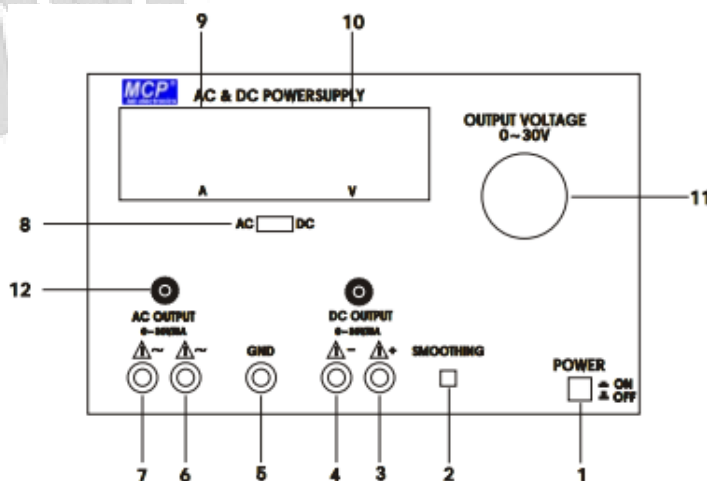 9 10
MCP
AC & DC POWERSUPPLY
OUTPUT VOLTAGE
0~30V
A V
11
8 AC DC
12
AC OUTPUT DC OUTPUT
~ ~ GND - + SMOOTHING
POWER
ON
OFF
7 6 5 4 3 2 1